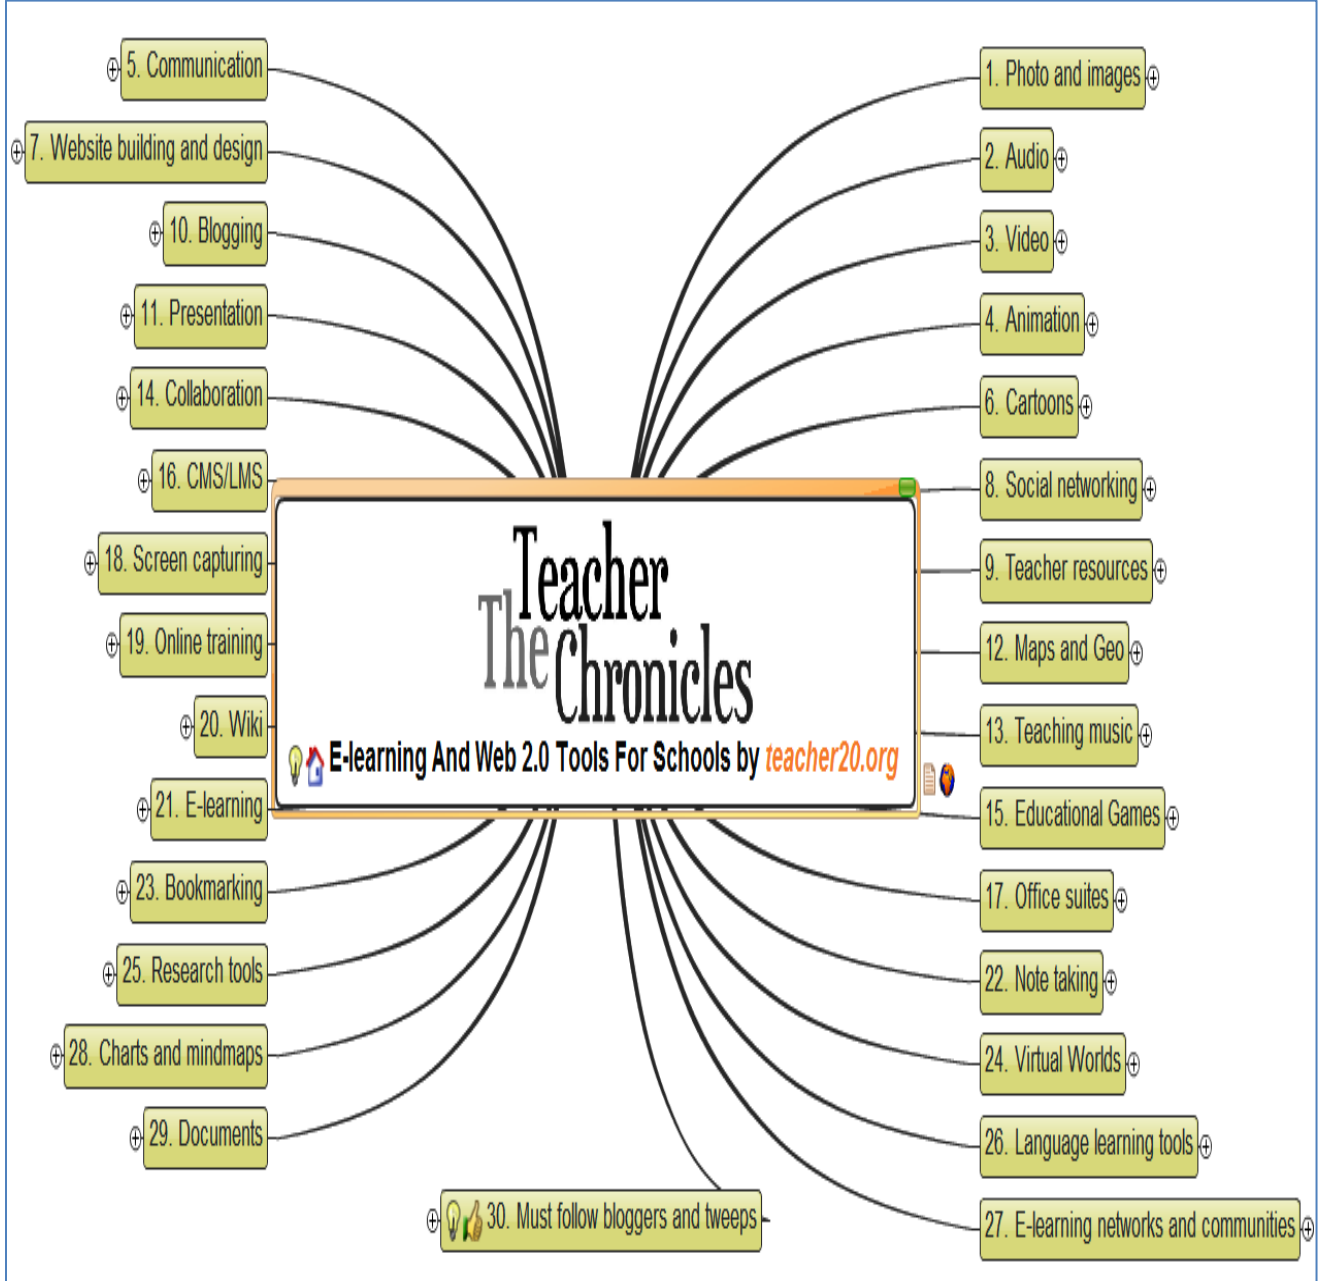 5. Communication
7. Website building and design
10. Blogging
11. Presentation
14. Collaboration
16. CMS/LMS
18. Screen capturing
19. Online training
20. Wiki
21. E-learning
23. Bookmarking
25. Research tools
28. Charts and mindmaps
29. Documents
Teacher
The
Chronicles
E-learning And Web 2.0 Tools For Schools by teacher20.org
1. Photo and images
2. Audio
3. Video
4. Animation
6. Cartoons
8. Social networking
9. Teacher resources
12. Maps and Geo
13. Teaching music
15. Educational Games
17. Office suites
22. Note taking
24. Virtual Worlds
26. Language learning tools
27. E-learning networks and communities
30. Must follow bloggers and tweeps